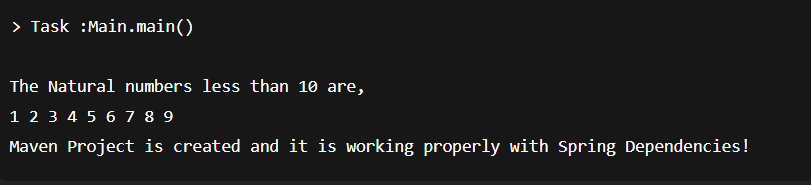 > Task :Main.main()
The Natural numbers less than 10 are,
1 2 3 4 5 6 7 8 9
Maven Project is created and it is working properly with Spring Dependencies!